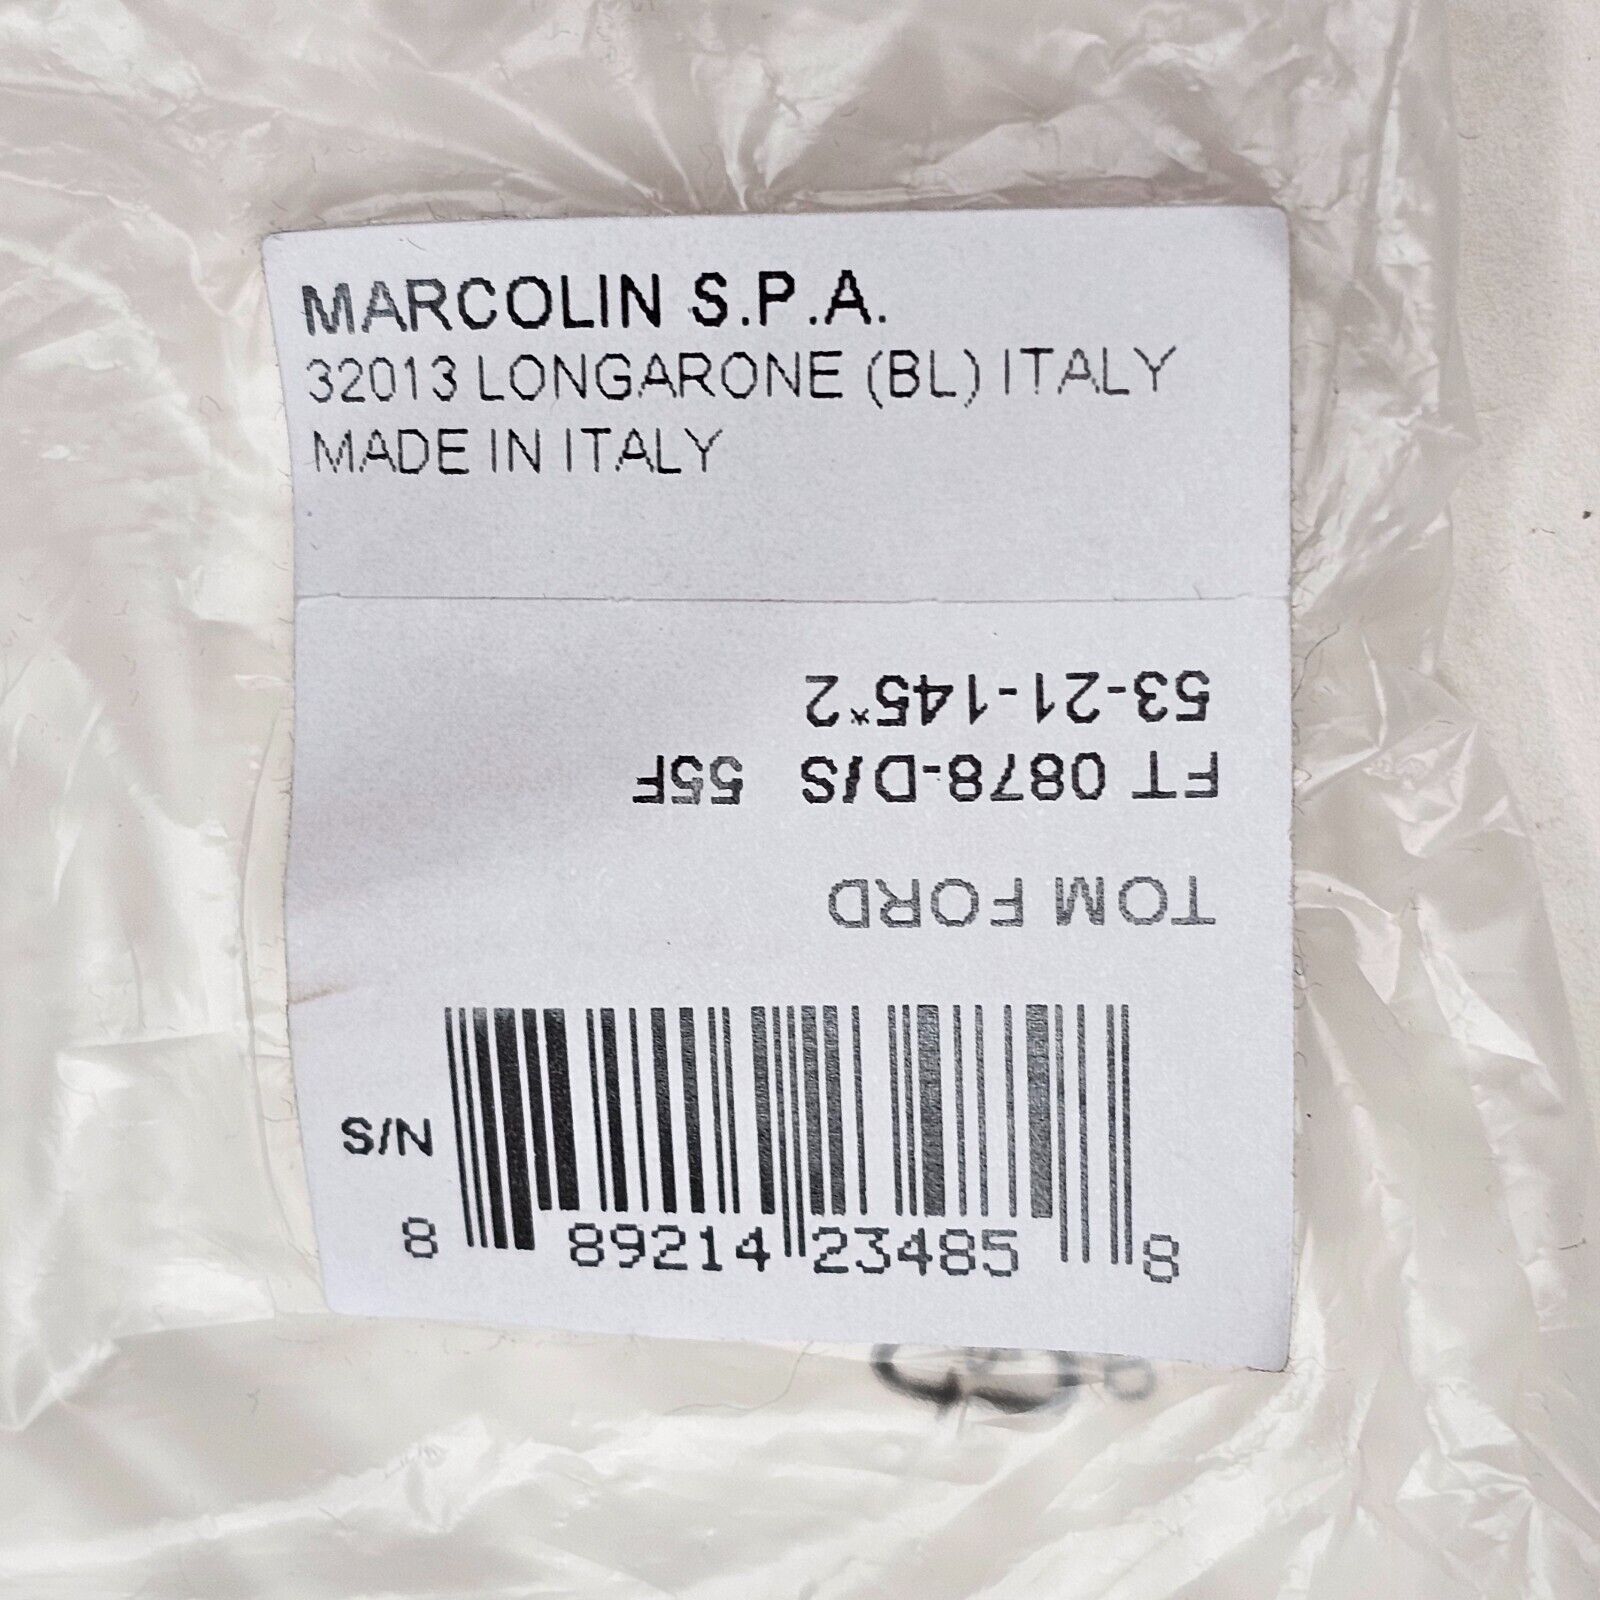 MARCOLIN S.P.A.
32013 LONGARONE (BL) ITALY
MADE IN ITALY
TOM FORD
FT 0878-D/S 55F
53-21-145*2
S/N
8 89214 23485 8